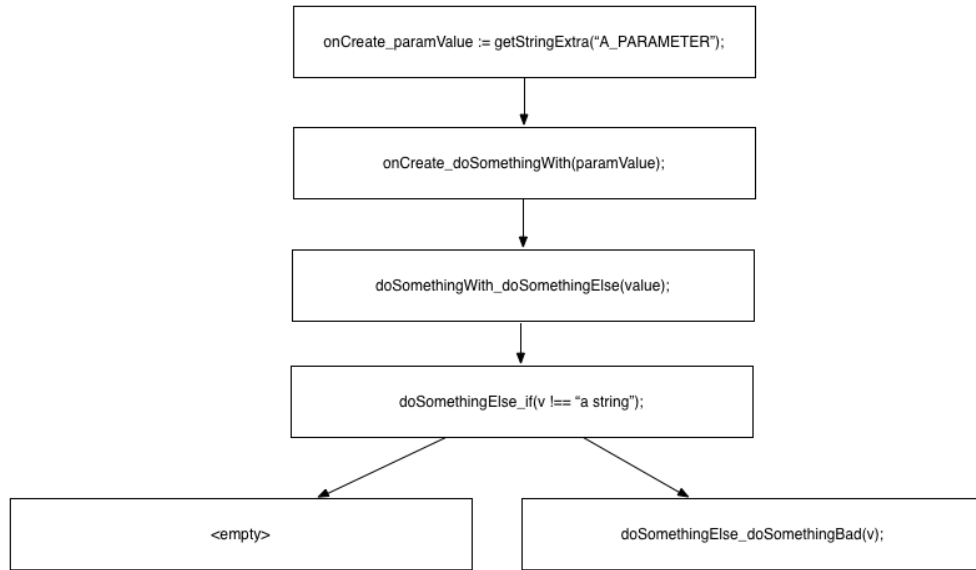 onCreate_paramValue := getStringExtra(“A_PARAMETER”);
onCreate_doSomethingWith(paramValue);
doSomethingWith_doSomethingElse(value);
doSomethingElse_if(v !== “a string”);
<empty>
doSomethingElse_doSomethingBad(v);